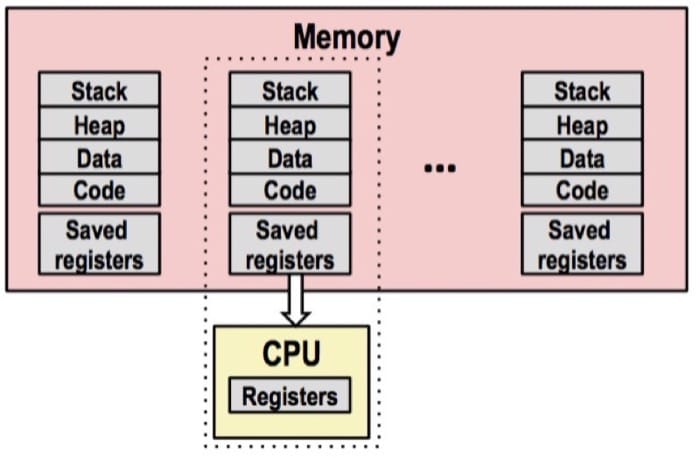 Memory
Stack
Heap
Data
Code
Saved
registers
Stack
Heap
Data
Code
Saved
registers
...
Stack
Heap
Data
Code
Saved
registers
CPU
Registers